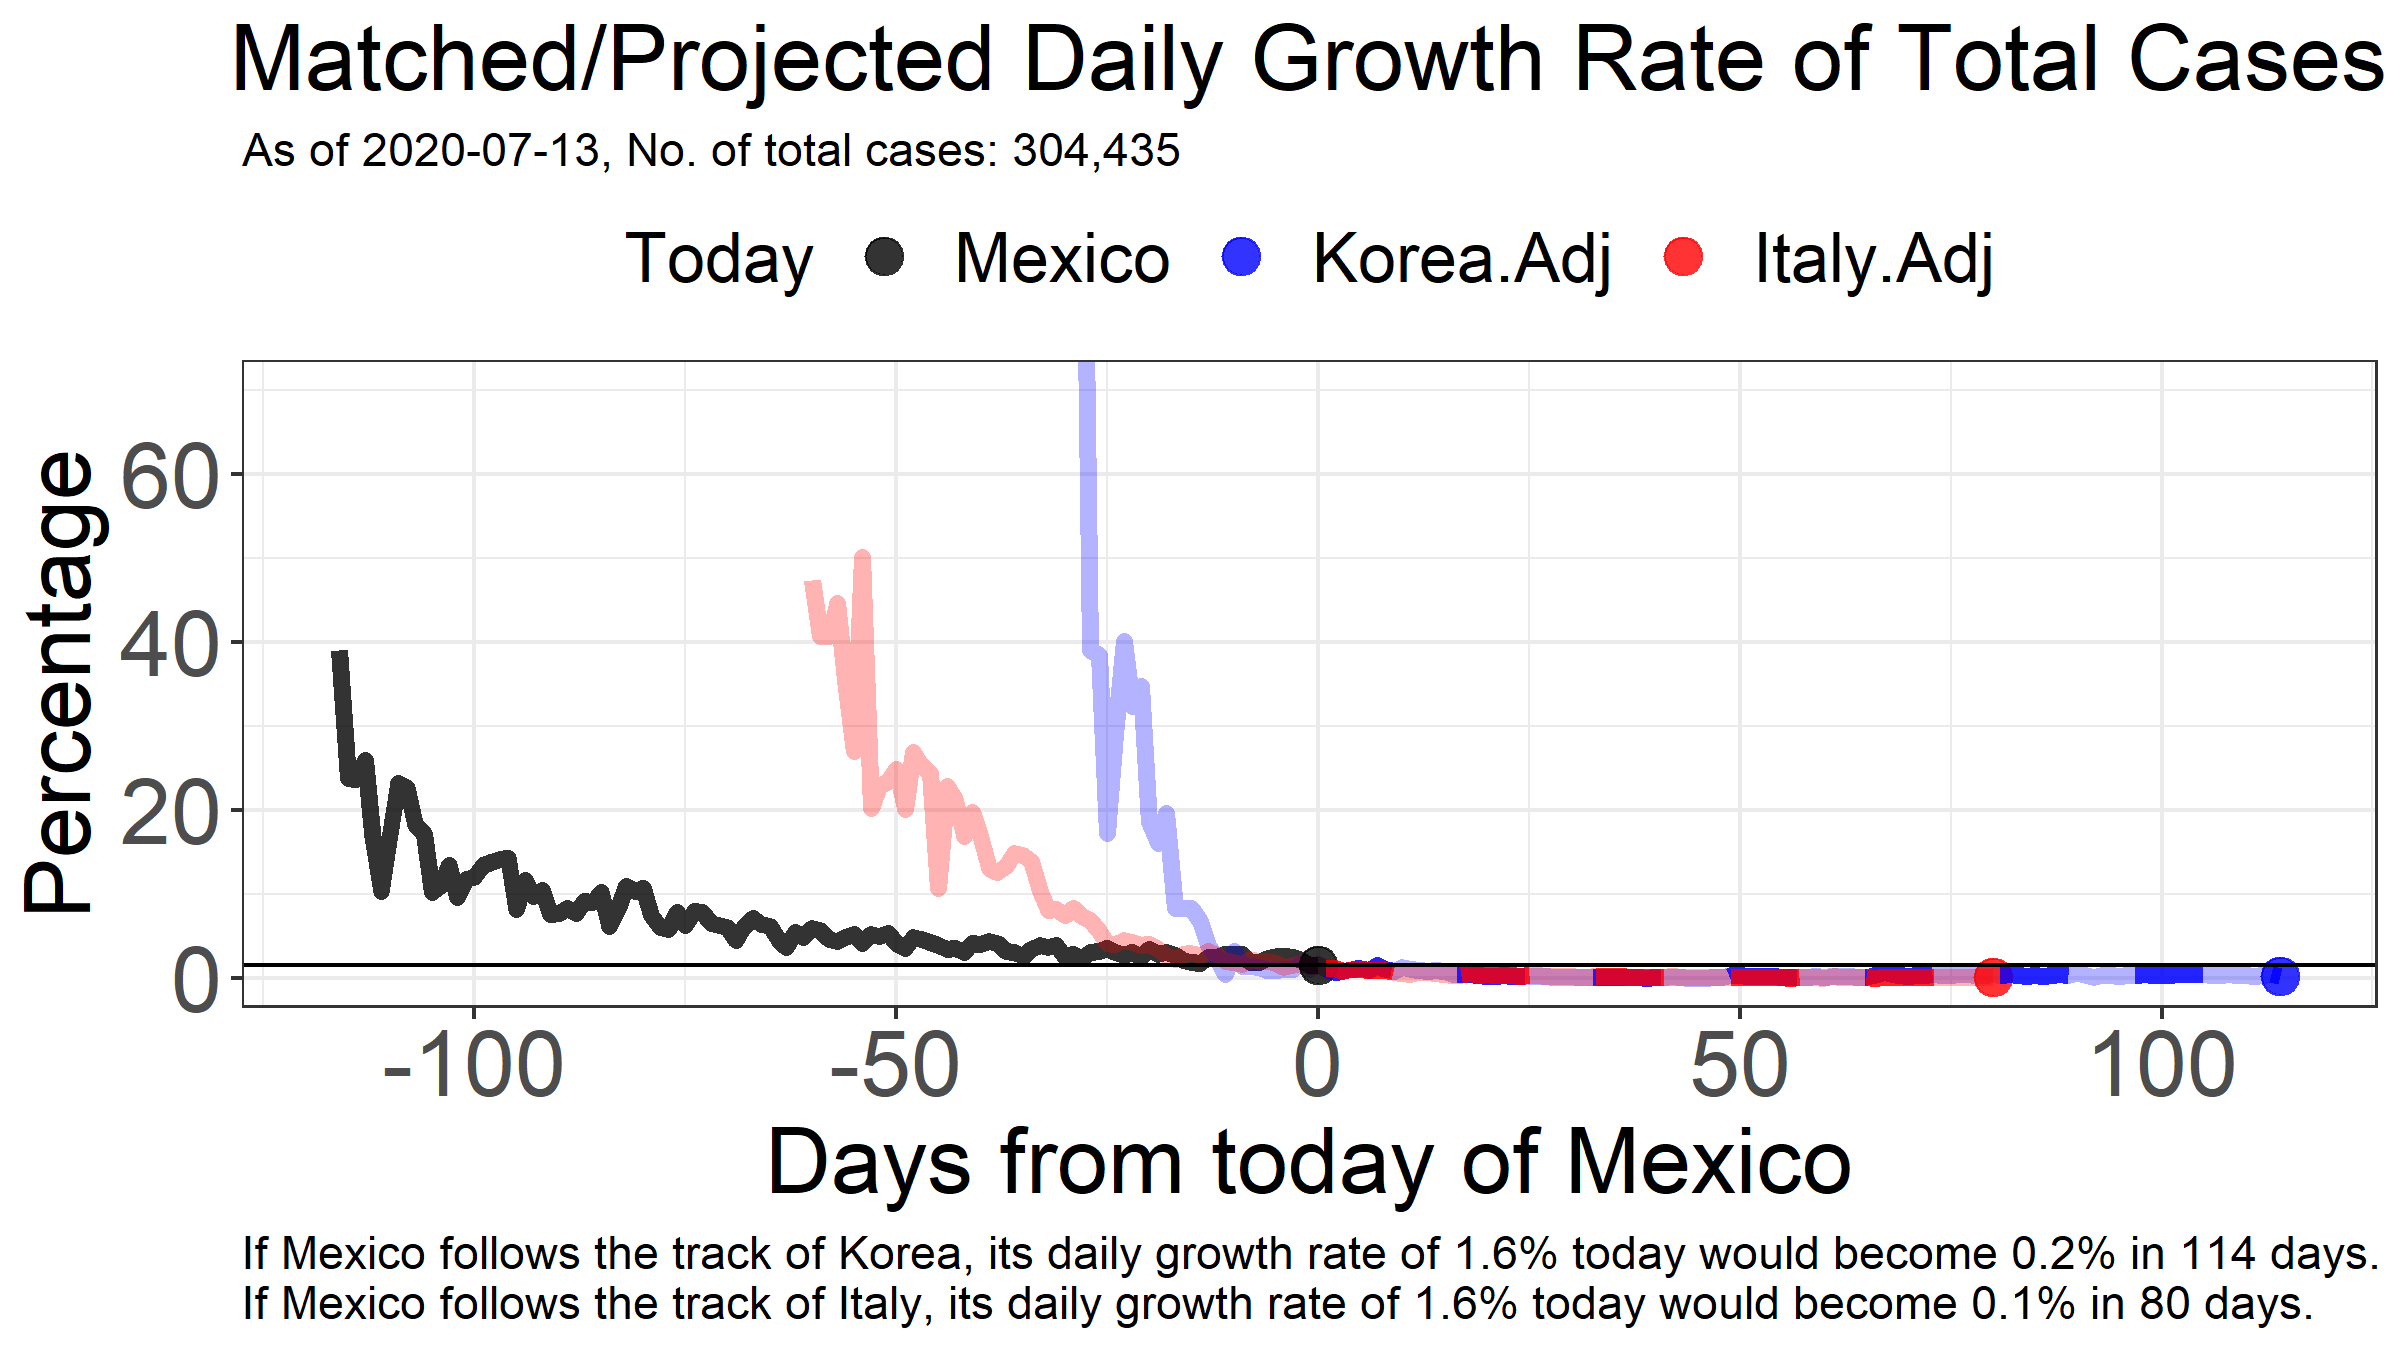 Matched/Projected Daily Growth Rate of Total Cases
As of 2020-07-13, No. of total cases: 304,435
Today Mexico Korea.Adj Italy.Adj
Percentage
60
40
20
0
-100 -50 0 50 100
Days from today of Mexico
If Mexico follows the track of Korea, its daily growth rate of 1.6% today would become 0.2% in 114 days.
If Mexico follows the track of Italy, its daily growth rate of 1.6% today would become 0.1% in 80 days.